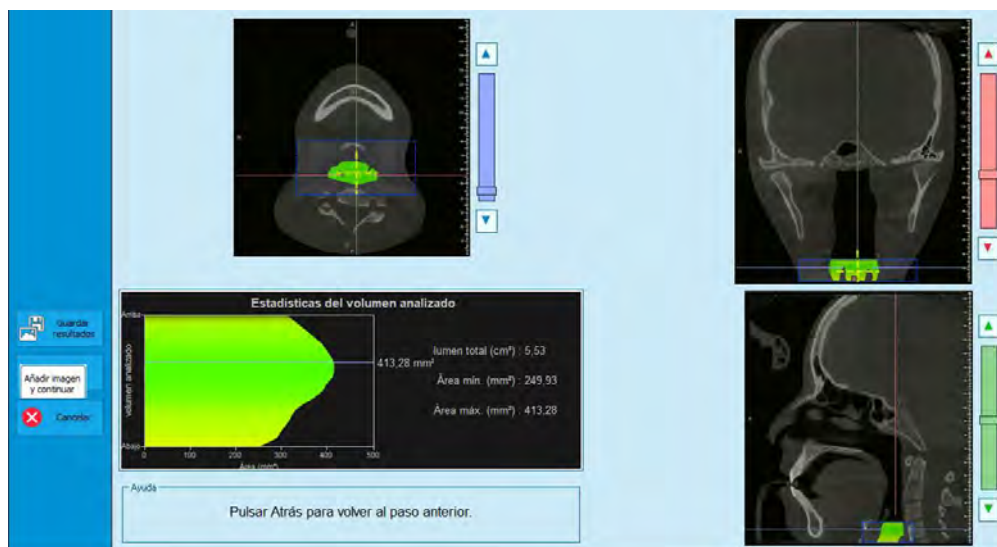 Estadísticas del volumen analizado
Arriba
volumen analizado
Abajo
413,28 mm²
lumen total (cm³) : 5,53
Área mín. (mm²) : 249,93
Área máx. (mm²) : 413,28
0 100 200 300 400 500
Área (mm²)
Guardar
resultados
Añadir imagen
y continuar
Cancelar
Ayuda
Pulsar Atrás para volver al paso anterior.